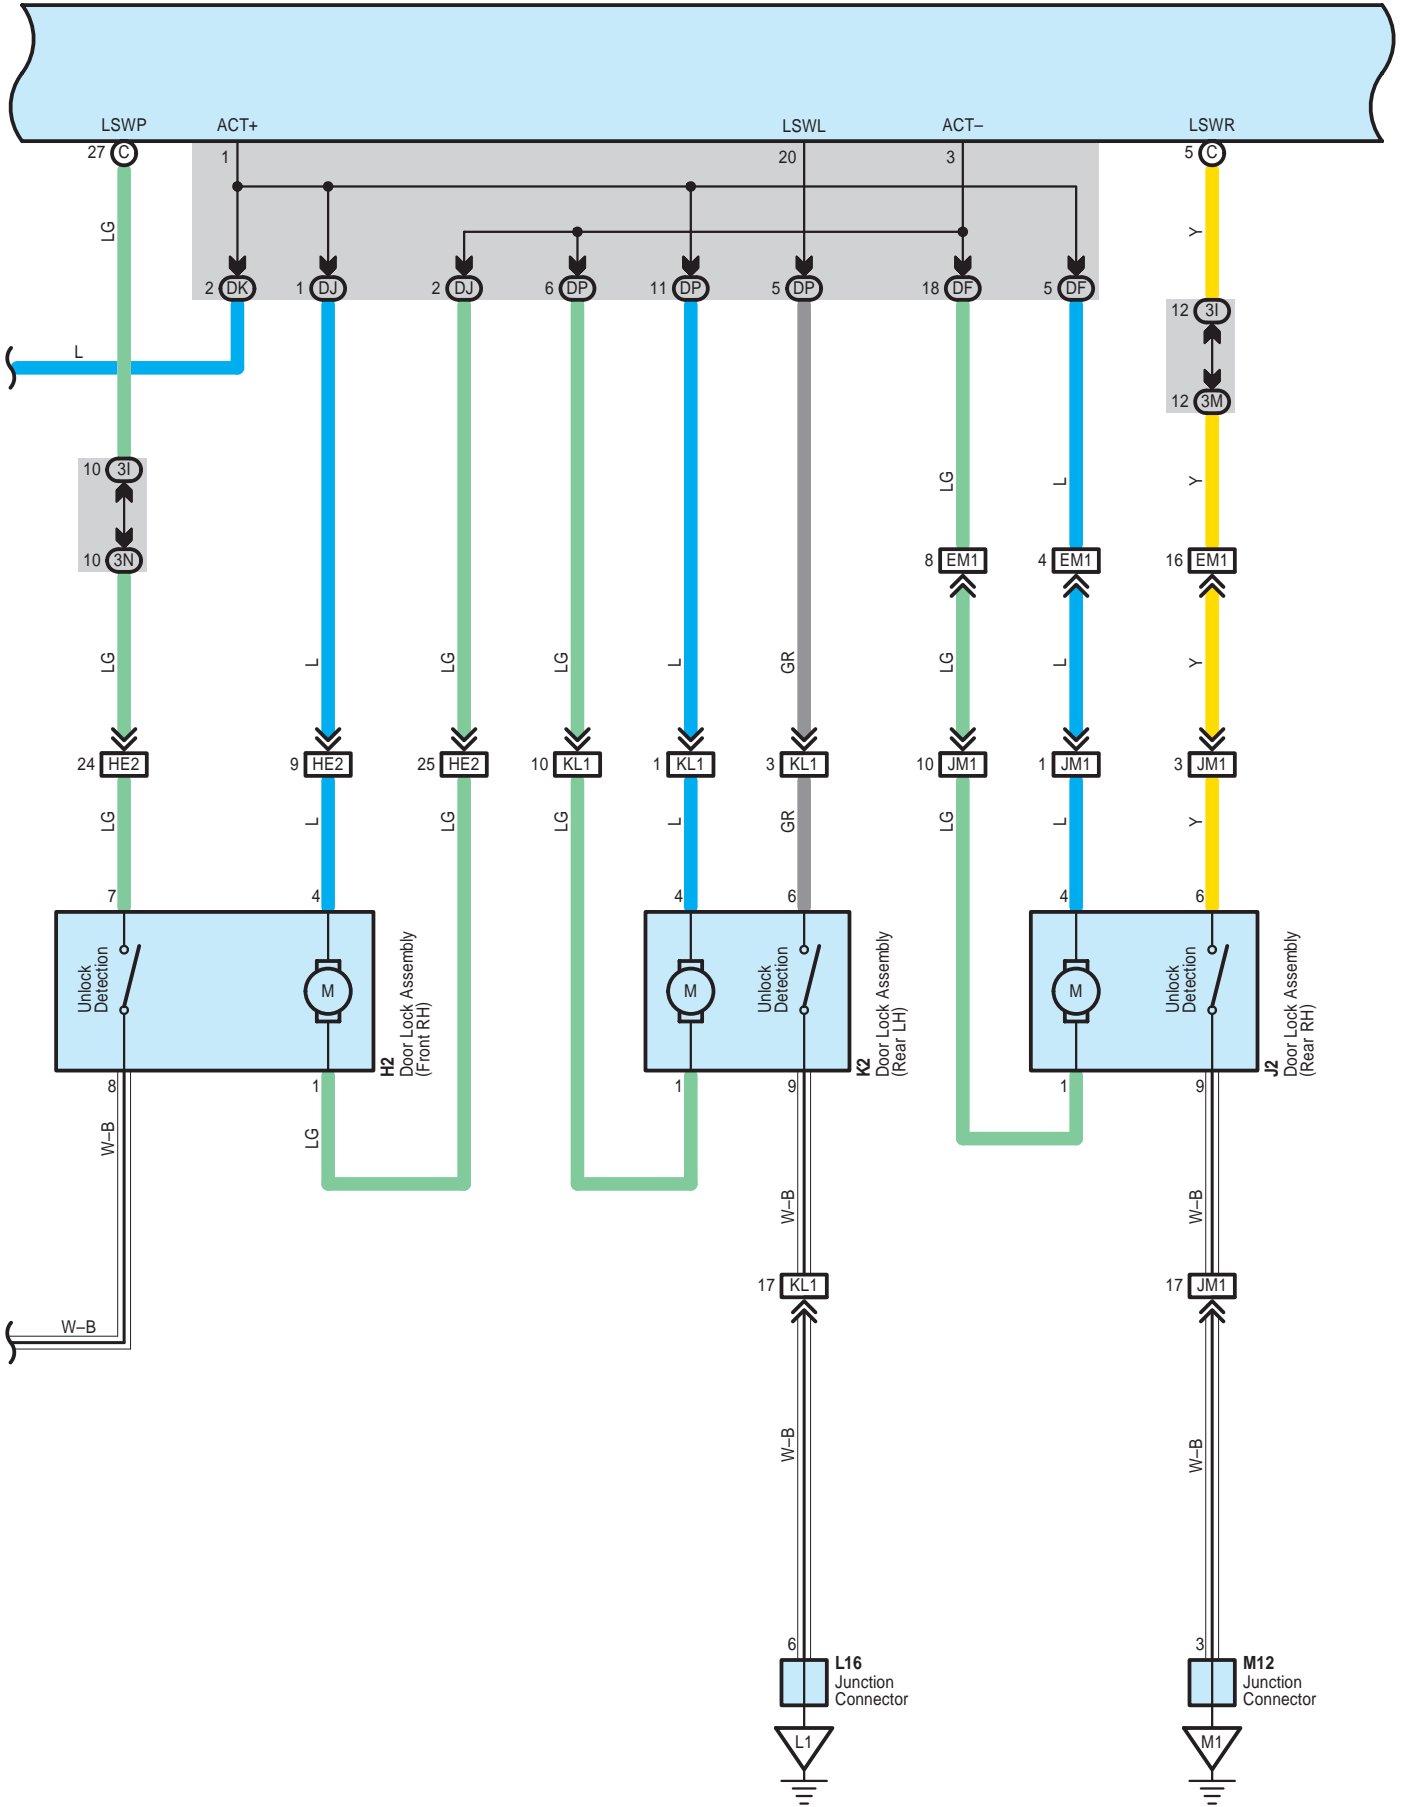 LSWP ACT+ LSWL ACT– LSWR
27 C 1 20 3 5 C
LG Y
2 DK 1 DJ 2 DJ 6 DP 11 DP 5 DP 18 DF 5 DF
12 3I
L
12 3M
10 3I
LG L Y
10 3N
8 EM1 4 EM1 16 EM1
LG L LG LG L GR LG L Y
24 HE2 9 HE2 25 HE2 10 KL1 1 KL1 3 KL1 10 JM1 1 JM1 3 JM1
LG L LG LG L GR LG L Y
7 4 4 6 4 6
Unlock
Detection
M
H2
Door Lock Assembly
(Front RH)
M
Unlock
Detection
K2
Door Lock Assembly
(Rear LH)
M
Unlock
Detection
J2
Door Lock Assembly
(Rear RH)
8 1 1 9 1 9
W–B LG
W–B W–B
17 KL1 17 JM1
W–B
W–B W–B
6 3
L16
Junction
Connector
M12
Junction
Connector
L1 M1